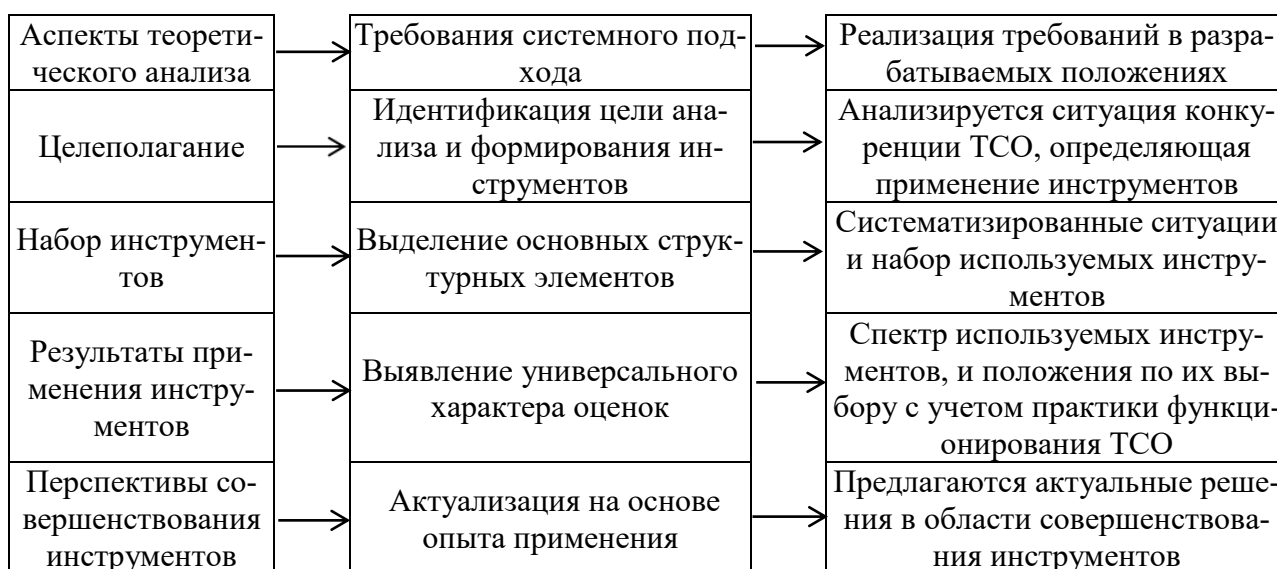 Аспекты теорети-
ческого анализа
Требования системного под-
хода
Реализация требований в разра-
батываемых положениях
Целеполагание
Идентификация цели ана-
лиза и формирования ин-
струментов
Анализируется ситуация конку-
ренции ТСО, определяющая
применение инструментов
Набор инструмен-
тов
Выделение основных струк-
турных элементов
Систематизированные ситуации
и набор используемых инстру-
ментов
Результаты при-
менения инстру-
ментов
Выявление универсального
характера оценок
Спектр используемых инстру-
ментов, и положения по их вы-
бору с учетом практики функци-
онирования ТСО
Перспективы со-
вершенствования
инструментов
Актуализация на основе
опыта применения
Предлагаются актуальные реше-
ния в области совершенствова-
ния инструментов